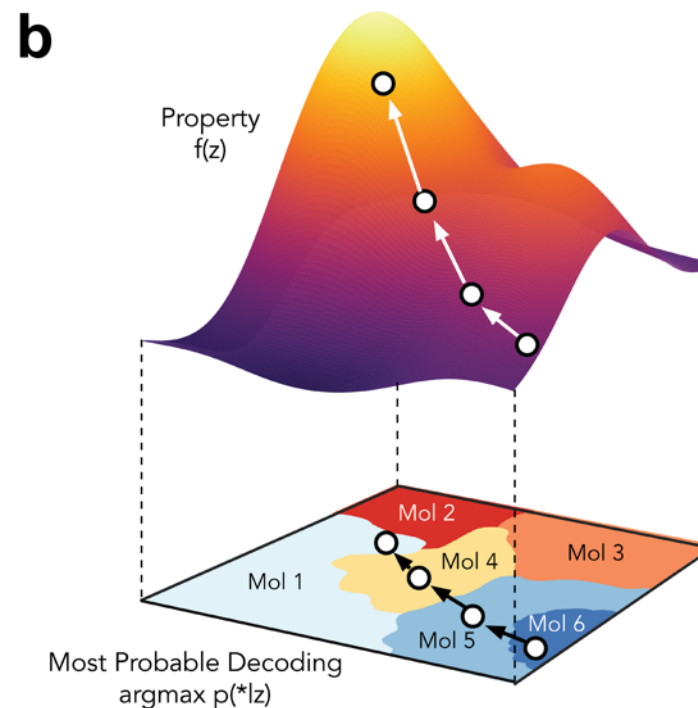 b
Property
f(z)
Mol 2
Mol 3
Mol 4
Mol 1
Mol 6
Mol 5
Most Probable Decoding
argmax p(*|z)